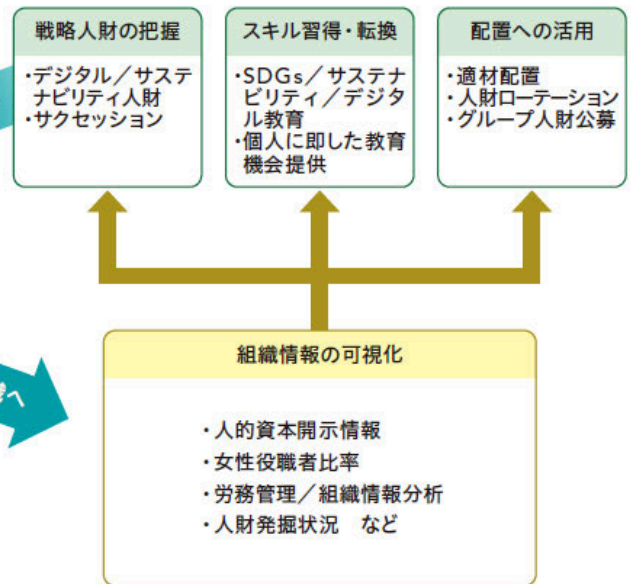 戦略人財の把握
・デジタル／サステ
ナビリティ人財
・サクセッション
スキル習得・転換
・SDGs／サステナ
ビリティ／デジタ
ル教育
・個人に即した教育
機会提供
配置への活用
・適材配置
・人財ローテーション
・グループ人財公募
組織情報の可視化
・人的資本開示情報
・女性役職者比率
・労務管理／組織情報分析
・人財発掘状況　など
へ